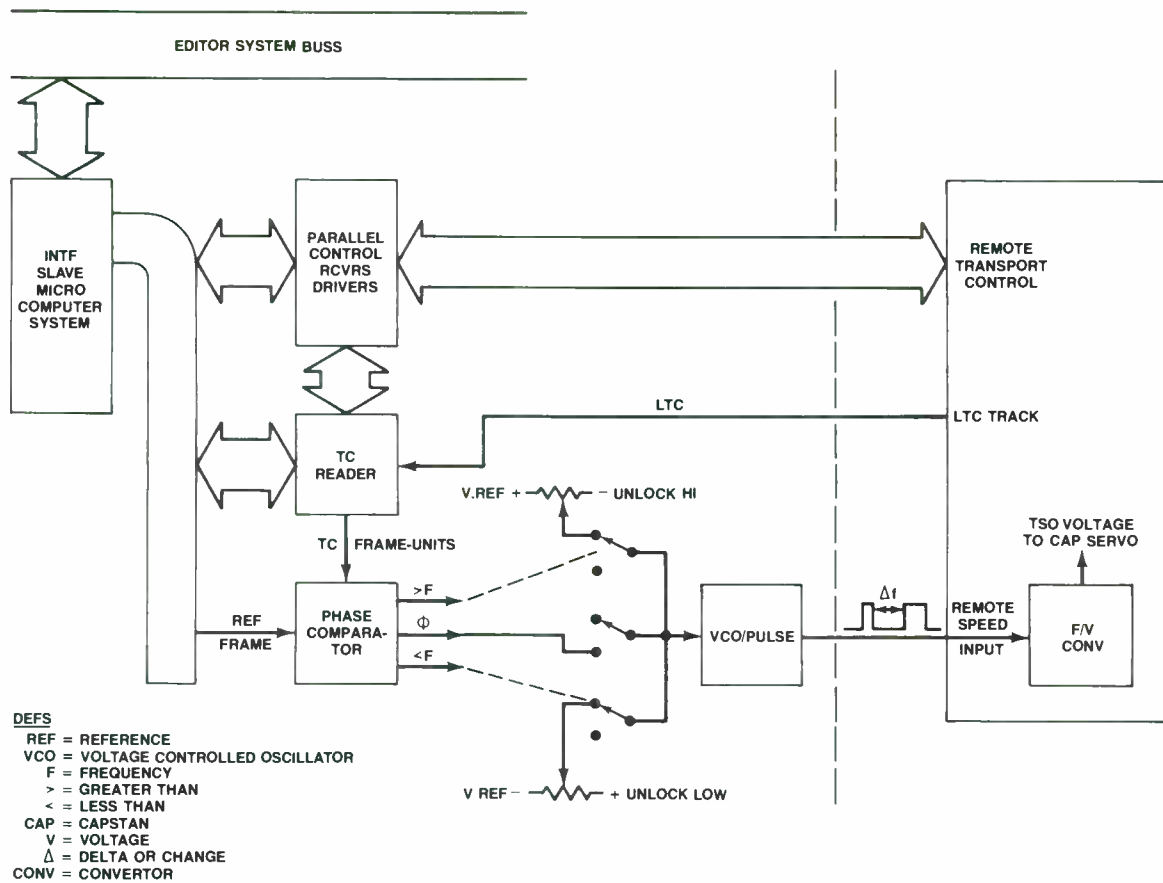 EDITOR SYSTEM BUSS
INTF
SLAVE
MICRO
COMPUTER
SYSTEM
PARALLEL
CONTROL
RCVRS
DRIVERS
REMOTE
TRANSPORT
CONTROL
LTC
LTC TRACK
TC
READER
V.REF + − UNLOCK HI
TC FRAME-UNITS
TSO VOLTAGE
TO CAP SERVO
REF
FRAME
PHASE
COMPARA-
TOR
>F
Φ
<F
VCO/PULSE
Δf
REMOTE
SPEED
INPUT
F/V
CONV
V REF − + UNLOCK LOW
DEFS
REF = REFERENCE
VCO = VOLTAGE CONTROLLED OSCILLATOR
F = FREQUENCY
> = GREATER THAN
< = LESS THAN
CAP = CAPSTAN
V = VOLTAGE
Δ = DELTA OR CHANGE
CONV = CONVERTOR